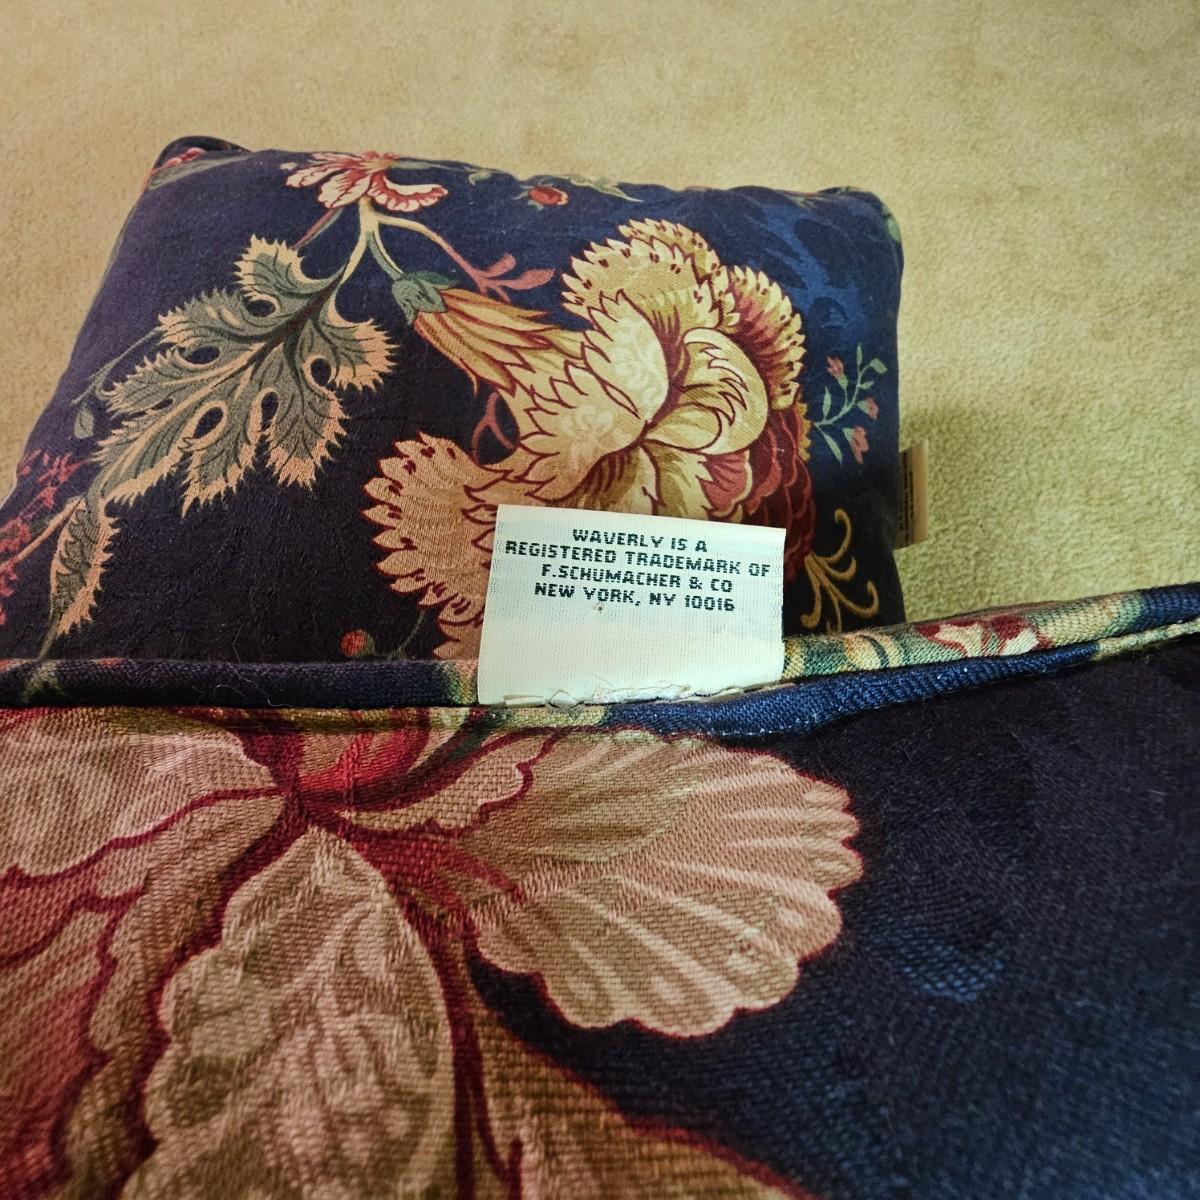 WAVERLY IS A
REGISTERED TRADEMARK OF
F.SCHUMACHER & CO
NEW YORK, NY 10016